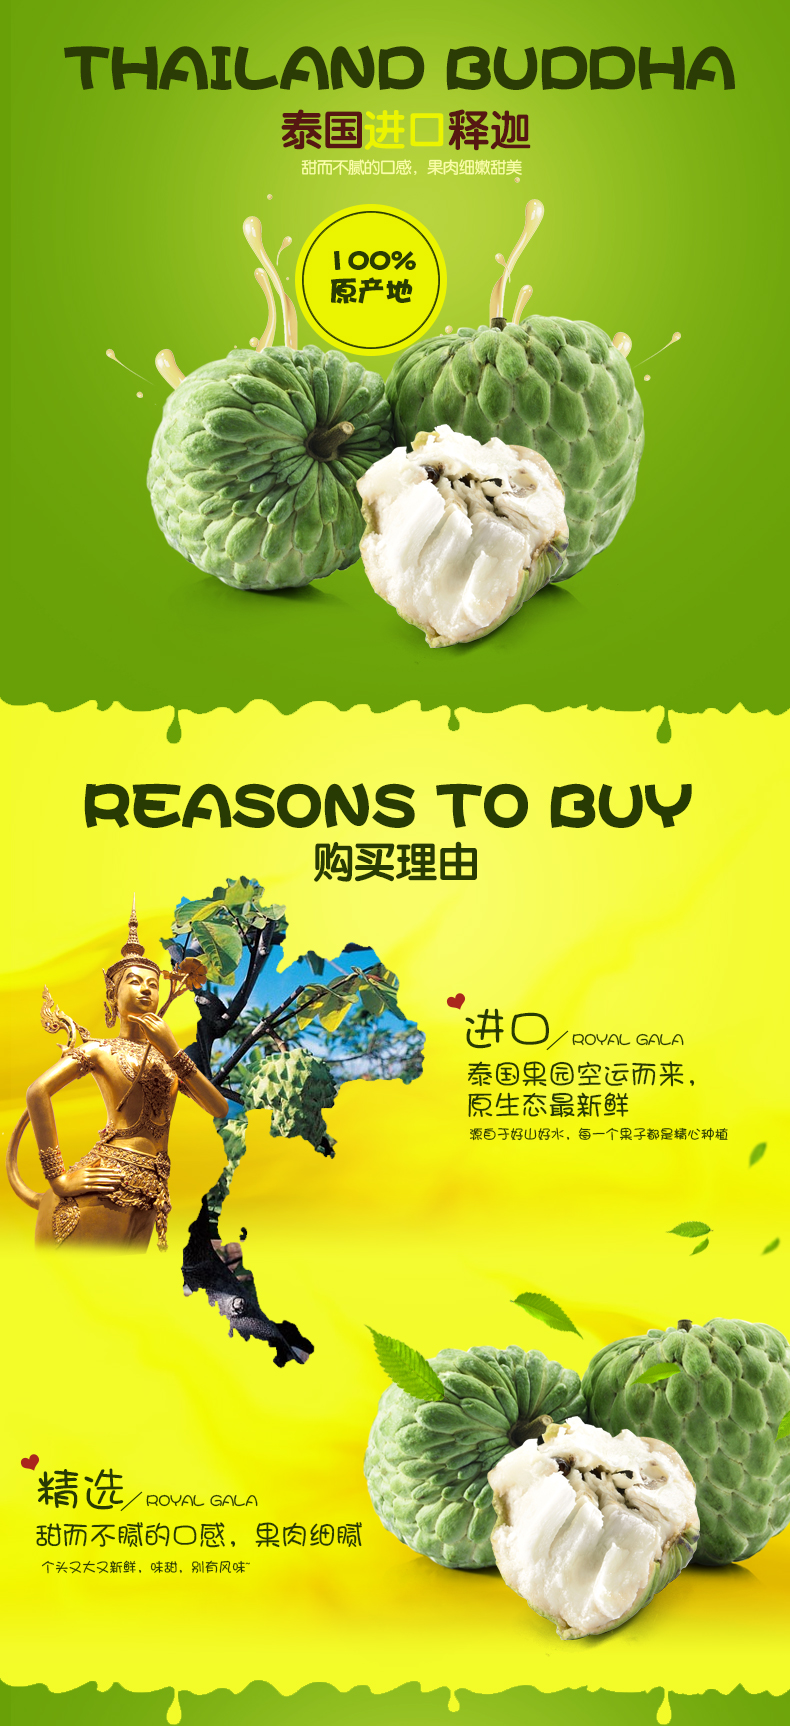 THAILAND BUDDHA
泰国进口释迦
甜而不腻的口感，果肉细嫩甜美
100%
原产地
REASONS TO BUY
购买理由
进口/ROYAL GALA
泰国果园空运而来，
原生态最新鲜
源自于好山好水，每一个果子都是精心种植
精选/ROYAL GALA
甜而不腻的口感，果肉细腻
个头又大又新鲜，味甜，别有风味~